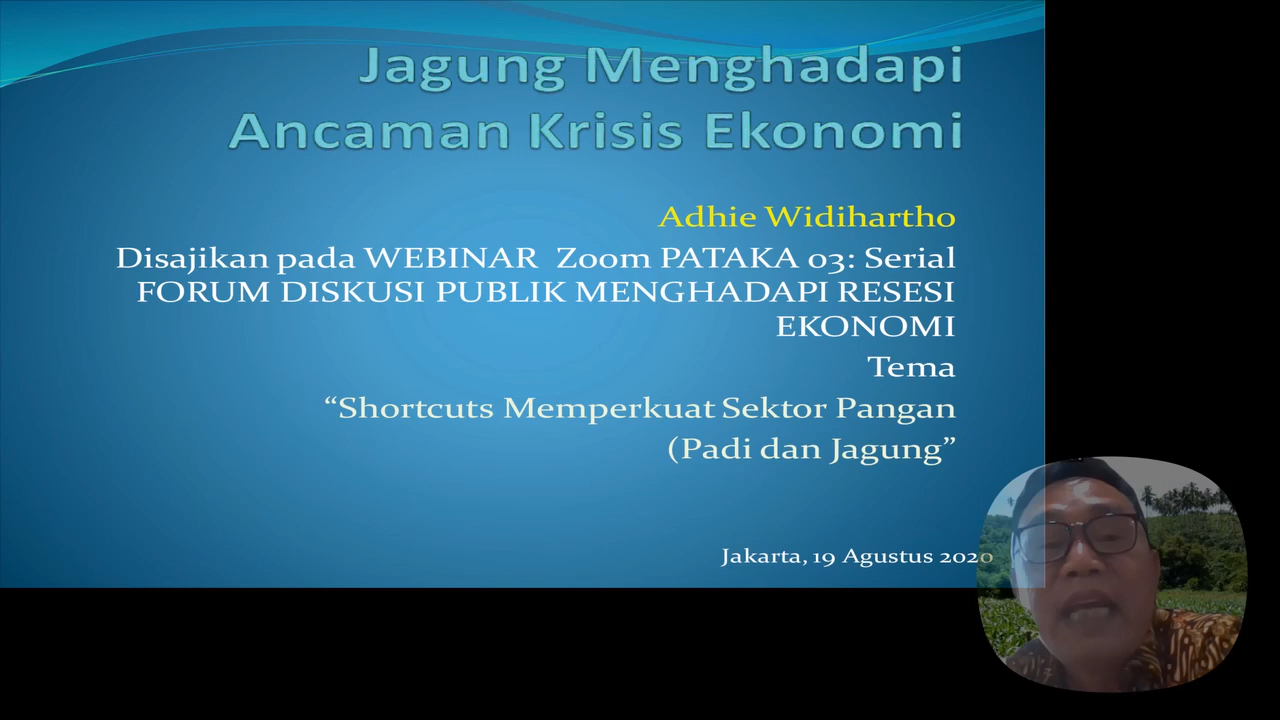 Jagung Menghadapi
Ancaman Krisis Ekonomi
Adhie Widihartho
Disajikan pada WEBINAR Zoom PATAKA 03: Serial
FORUM DISKUSI PUBLIK MENGHADAPI RESESI
EKONOMI
Tema
“Shortcuts Memperkuat Sektor Pangan
(Padi dan Jagung”
Jakarta, 19 Agustus 2020